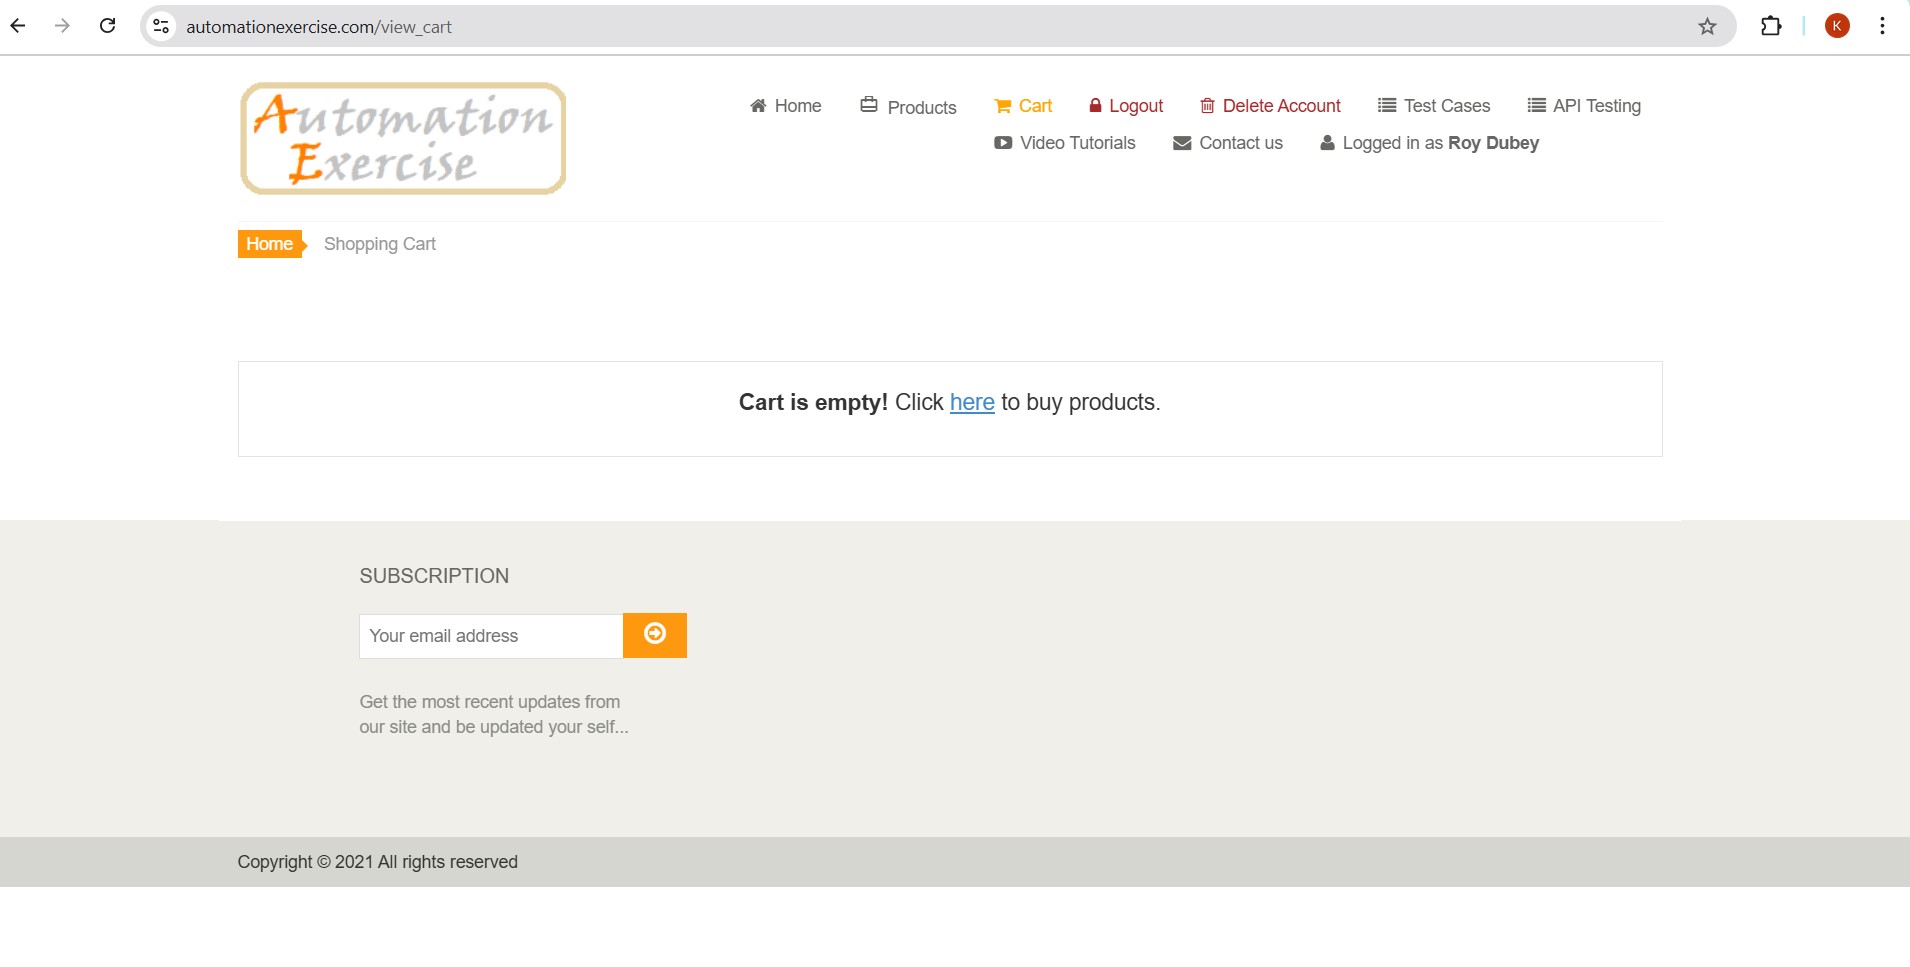 automationexercise.com/view_cart
K
Automation
Exercise
Home Products Cart Logout Delete Account Test Cases API Testing
Video Tutorials Contact us Logged in as Roy Dubey
Home Shopping Cart
Cart is empty! Click here to buy products.
SUBSCRIPTION
Your email address
Get the most recent updates from
our site and be updated your self...
Copyright © 2021 All rights reserved